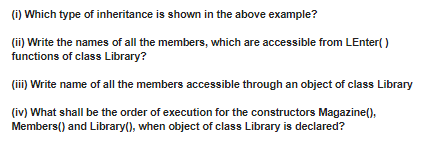 (i) Which type of inheritance is shown in the above example?
(ii) Write the names of all the members, which are accessible from LEnter( )
functions of class Library?
(iii) Write name of all the members accessible through an object of class Library
(iv) What shall be the order of execution for the constructors Magazine(),
Members() and Library(), when object of class Library is declared?